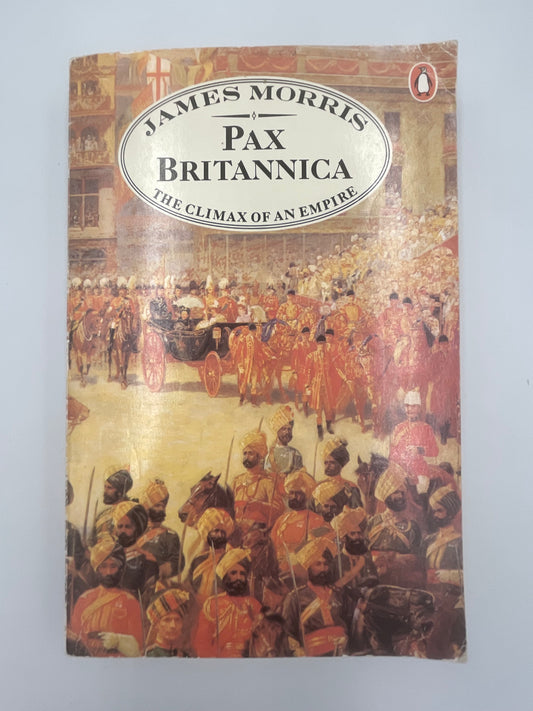 JAMES MORRIS
PAX
BRITANNICA
THE CLIMAX OF AN EMPIRE